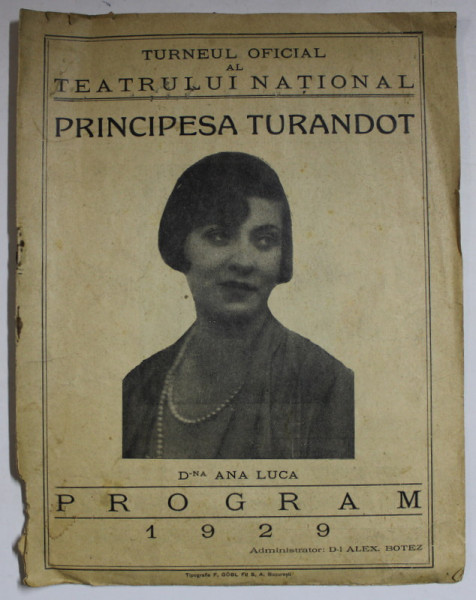 TURNEUL OFICIAL
AL
TEATRULUI NAȚIONAL
PRINCIPESA TURANDOT
D-NA ANA LUCA
PROGRAM
1929
Administrator: D-l ALEX. BOTEZ
Tipografia F. GÖBL FII S. A. București